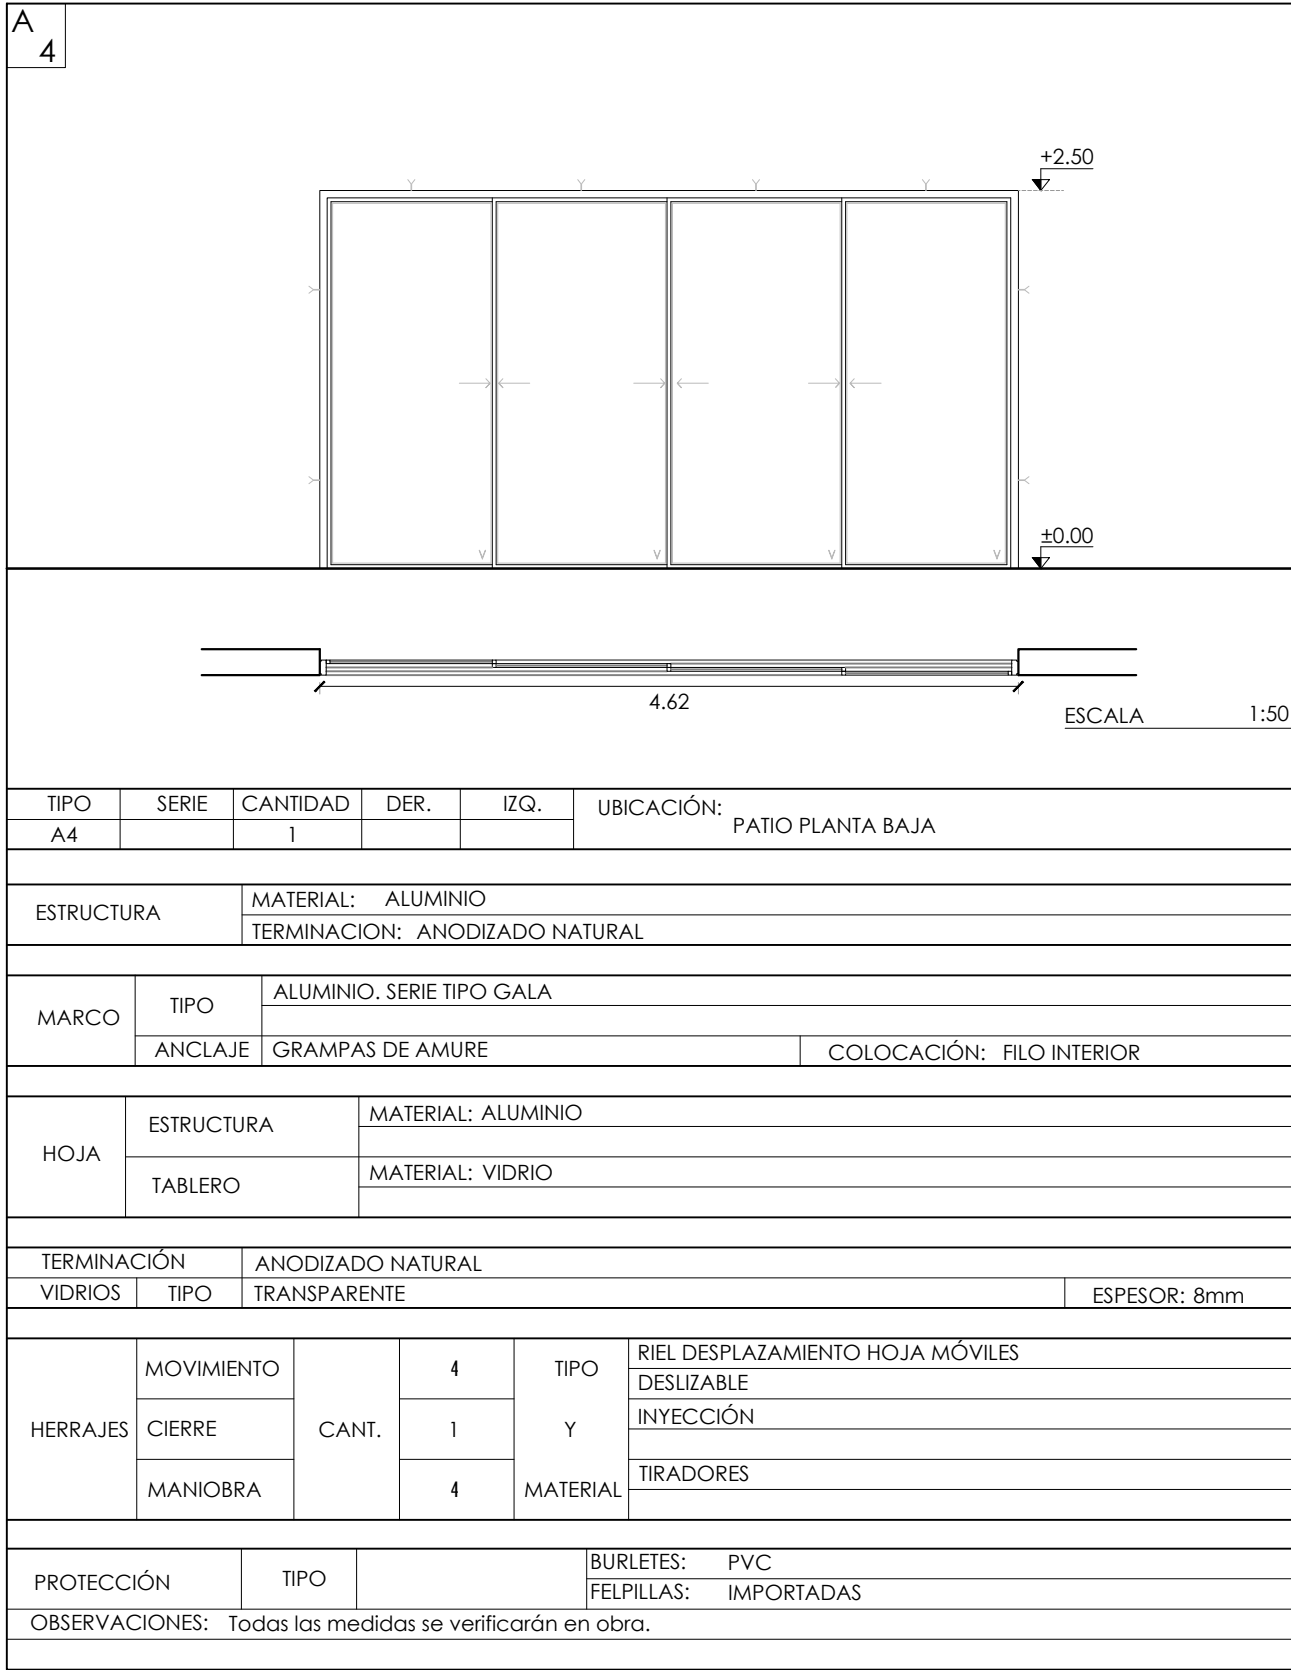 A
4
+2.50
V V V V
±0.00
4.62
ESCALA 1:50
TIPO SERIE CANTIDAD DER. IZQ. UBICACIÓN:
A4 1 PATIO PLANTA BAJA
ESTRUCTURA MATERIAL: ALUMINIO
TERMINACION: ANODIZADO NATURAL
MARCO TIPO ALUMINIO. SERIE TIPO GALA
ANCLAJE GRAMPAS DE AMURE COLOCACIÓN: FILO INTERIOR
HOJA ESTRUCTURA MATERIAL: ALUMINIO
TABLERO MATERIAL: VIDRIO
TERMINACIÓN ANODIZADO NATURAL
VIDRIOS TIPO TRANSPARENTE ESPESOR: 8mm
HERRAJES MOVIMIENTO CANT. 4 TIPO RIEL DESPLAZAMIENTO HOJA MÓVILES
DESLIZABLE
CIERRE 1 Y INYECCIÓN
MANIOBRA 4 MATERIAL TIRADORES
PROTECCIÓN TIPO BURLETES: PVC
FELPILLAS: IMPORTADAS
OBSERVACIONES: Todas las medidas se verificarán en obra.